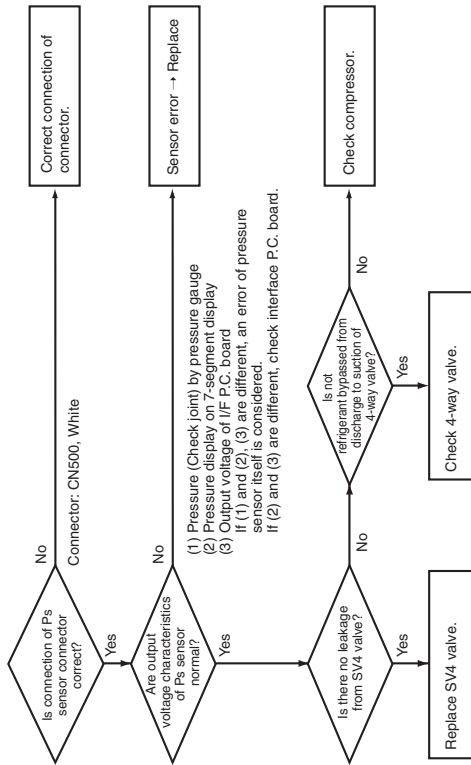 Is connection of Ps
sensor connector
correct?
No
Connector: CN500, White
Correct connection of
connector.
Yes
Are output
voltage characteristics
of Ps sensor
normal?
No
Sensor error → Replace
(1) Pressure (Check joint) by pressure gauge
(2) Pressure display on 7-segment display
(3) Output voltage of I/F P.C. board
If (1) and (2), (3) are different, an error of pressure
sensor itself is considered.
If (2) and (3) are different, check interface P.C. board.
Yes
Is there no leakage
from SV4 valve?
No
Is not
refrigerant bypassed from
discharge to suction of
4-way valve?
No
Check compressor.
Yes
Replace SV4 valve.
Yes
Check 4-way valve.